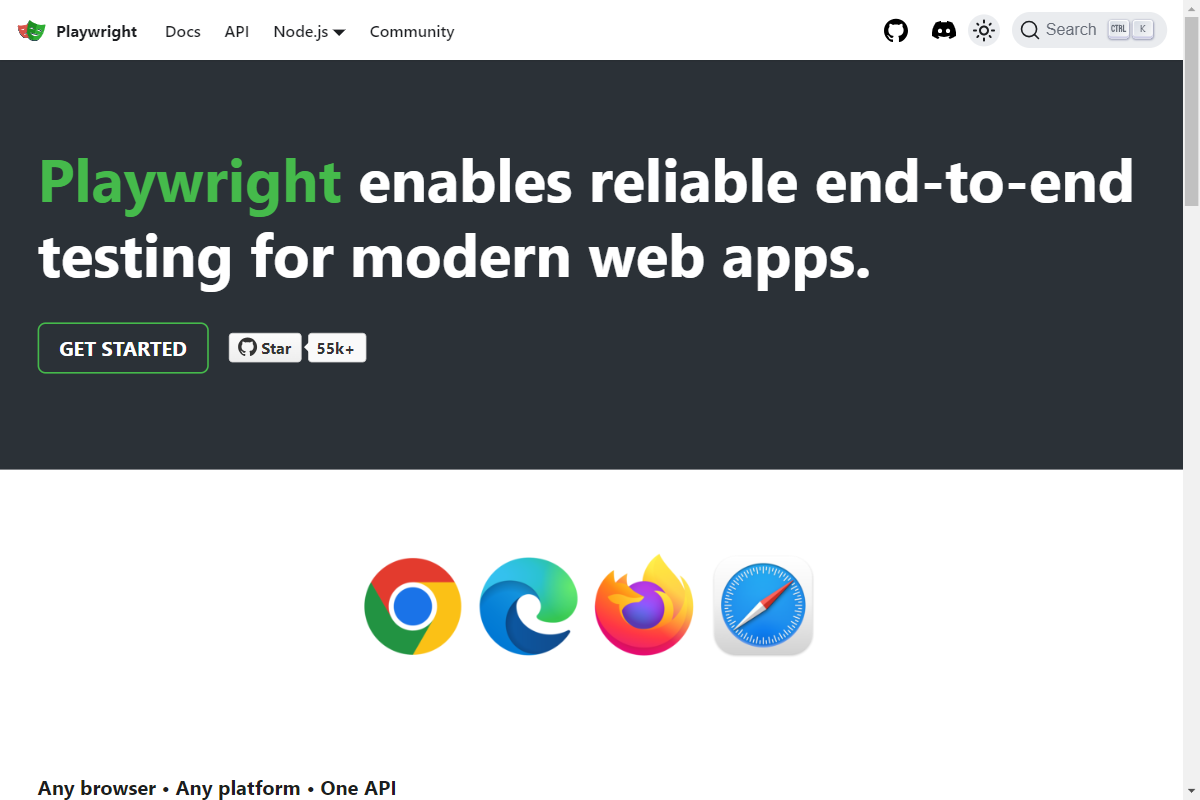 Playwright Docs API Node.js Community Search CTRL K
Playwright enables reliable end-to-end
testing for modern web apps.
GET STARTED Star 55k+
Any browser • Any platform • One API